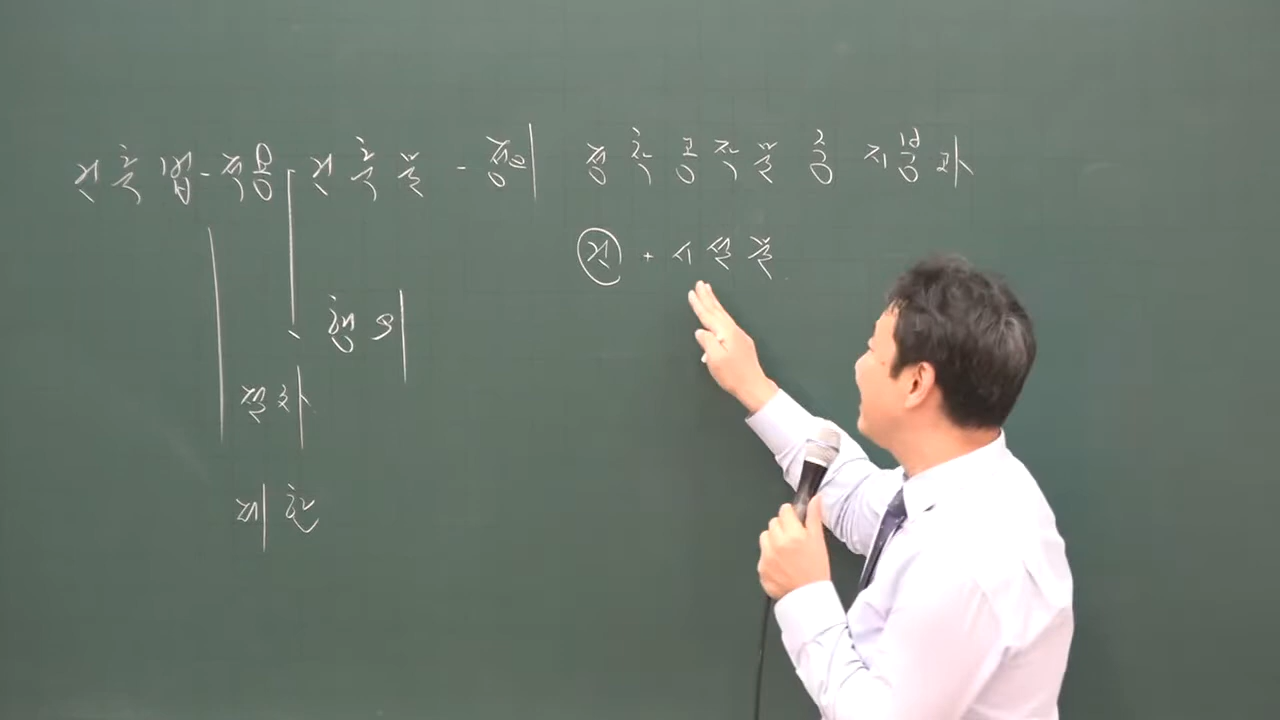 건축법-적용 건축물 - 정의 정착공작물 중 지붕과
건 + 시설물
행위
절차
제한